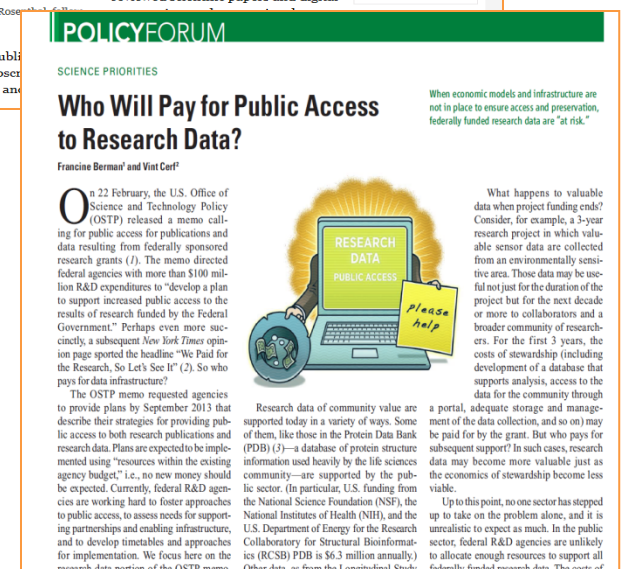 POLICYFORUM
SCIENCE PRIORITIES
Who Will Pay for Public Access
to Research Data?
Francine Berman¹ and Vint Cerf²
When economic models and infrastructure are
not in place to ensure access and preservation,
federally funded research data are “at risk.”
On 22 February, the U.S. Office of
Science and Technology Policy
(OSTP) released a memo call-
ing for public access for publications and
data resulting from federally sponsored
research grants (1). The memo directed
federal agencies with more than $100 mil-
lion R&D expenditures to “develop a plan
to support increased public access to the
results of research funded by the Federal
Government.” Perhaps even more suc-
cinctly, a subsequent New York Times opin-
ion page sported the headline “We Paid for
the Research, So Let’s See It” (2). So who
pays for data infrastructure?
The OSTP memo requested agencies
to provide plans by September 2013 that
describe their strategies for providing pub-
lic access to both research publications and
research data. Plans are expected to be imple-
mented using “resources within the existing
agency budget,” i.e., no new money should
be expected. Currently, federal R&D agen-
cies are working hard to foster approaches
to public access, to assess needs for support-
ing partnerships and enabling infrastructure,
and to develop timetables and approaches
for implementation. We focus here on the
research data portion of the OSTP memo
RESEARCH
DATA
PUBLIC ACCESS
please
help
Research data of community value are
supported today in a variety of ways. Some
of them, like those in the Protein Data Bank
(PDB) (3)—a database of protein structure
information used heavily by the life sciences
community—are supported by the pub-
lic sector. (In particular, U.S. funding from
the National Science Foundation (NSF), the
National Institutes of Health (NIH), and the
U.S. Department of Energy for the Research
Collaboratory for Structural Bioinformat-
ics (RCSB) PDB is $6.3 million annually.)
Other data, as from the Longitudinal Study
What happens to valuable
data when project funding ends?
Consider, for example, a 3-year
research project in which valu-
able sensor data are collected
from an environmentally sensi-
tive area. Those data may be use-
ful not just for the duration of the
project but for the next decade
or more to collaborators and a
broader community of research-
ers. For the first 3 years, the
costs of stewardship (including
development of a database that
supports analysis, access to the
data for the community through
a portal, adequate storage and manage-
ment of the data collection, and so on) may
be paid for by the grant. But who pays for
subsequent support? In such cases, research
data may become more valuable just as
the economics of stewardship become less
viable.
Up to this point, no one sector has stepped
up to take on the problem alone, and it is
unrealistic to expect as much. In the public
sector, federal R&D agencies are unlikely
to allocate enough resources to support all
federally funded research data. The costs of